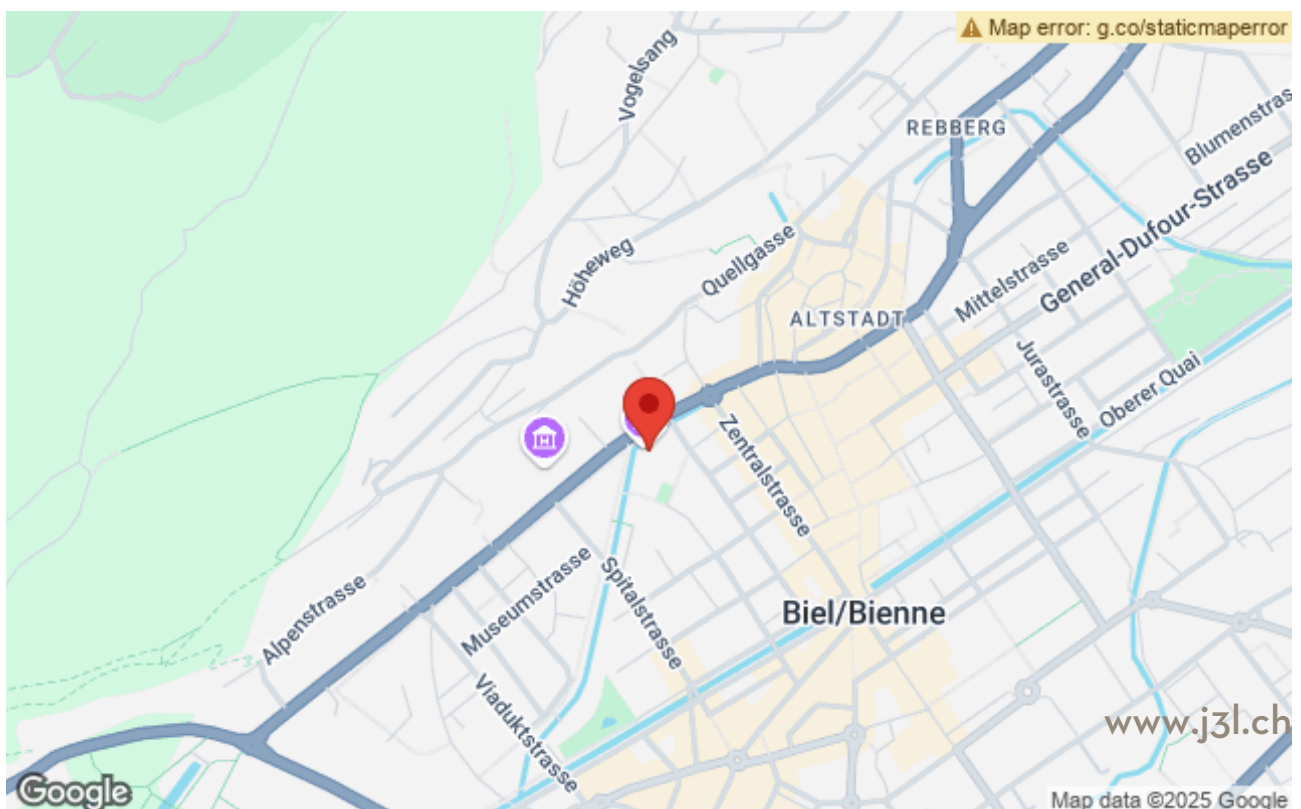 Map error: g.co/staticmaperror
Vogelsang
REBBERG
Blumenstras
General-Dufour-Strasse
Höheweg
Quellgasse
Mittelstrasse
ALTSTADT
Jurastrasse
Oberer Quai
Zentralstrasse
Alpenstrasse
Museumstrasse
Spitalstrasse
Biel/Bienne
Viaduktstrasse
www.j3l.ch
Google
Map data ©2025 Google